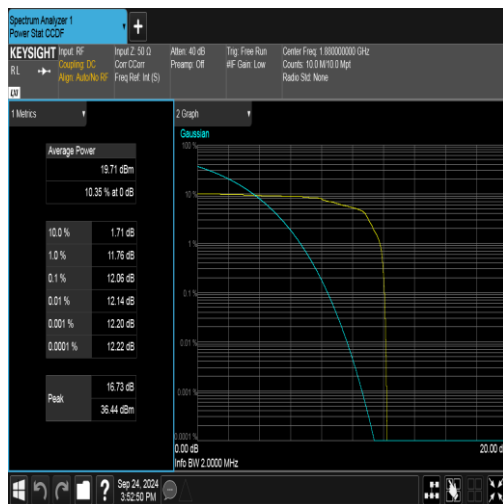 Spectrum Analyzer 1
Power Stat CCDF
KEYSIGHT
RL
Input: RF
Coupling: DC
Align: Auto/No RF
Input Z: 50 Ω
Corr CCorr
Freq Ref: Int (S)
Atten: 40 dB
Preamp: Off
Trig: Free Run
#IF Gain: Low
Center Freq: 1.880000000 GHz
Counts: 10.0 M/10.0 Mpt
Radio Std: None
1 Metrics
Average Power
19.71 dBm
10.35 % at 0 dB
10.0 % 1.71 dB
1.0 % 11.76 dB
0.1 % 12.06 dB
0.01 % 12.14 dB
0.001 % 12.20 dB
0.0001 % 12.22 dB
Peak
16.73 dB
36.44 dBm
2 Graph
Gaussian
100 %
10 %
1 %
0.1 %
0.01 %
0.001 %
0.0001 %
0.00 dB
20.00 d
Info BW 2.0000 MHz
?
Sep 24, 2024
3:52:50 PM